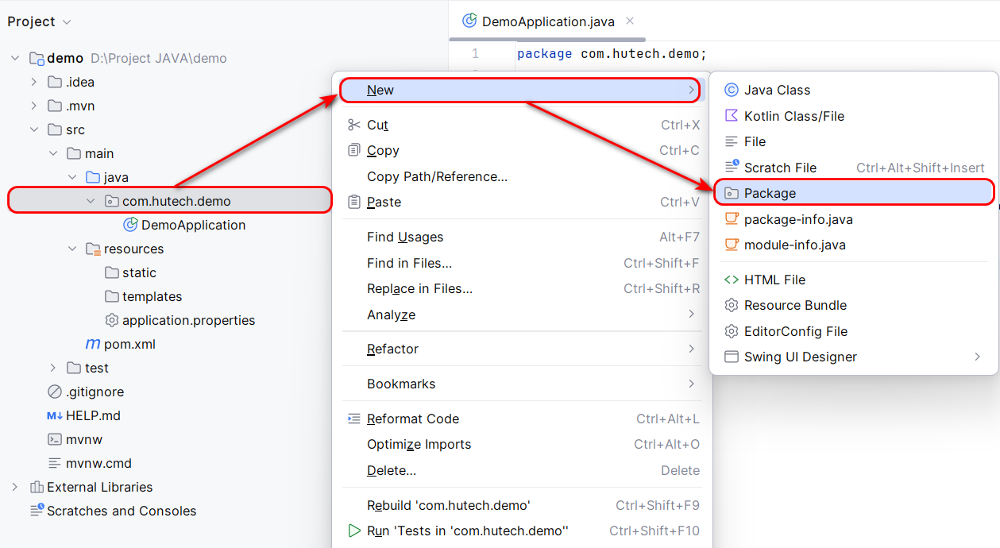 Project
demo D:\Project JAVA\demo
.idea
.mvn
src
main
java
com.hutech.demo
DemoApplication
resources
static
templates
application.properties
pom.xml
test
.gitignore
M↓ HELP.md
mvnw
mvnw.cmd
External Libraries
Scratches and Consoles
DemoApplication.java
1 package com.hutech.demo;
New
Cut Ctrl+X
Copy Ctrl+C
Copy Path/Reference...
Paste Ctrl+V
Find Usages Alt+F7
Find in Files... Ctrl+Shift+F
Replace in Files... Ctrl+Shift+R
Analyze
Refactor
Bookmarks
Reformat Code Ctrl+Alt+L
Optimize Imports Ctrl+Alt+O
Delete... Delete
Rebuild 'com.hutech.demo' Ctrl+Shift+F9
Run 'Tests in 'com.hutech.demo'' Ctrl+Shift+F10
Java Class
Kotlin Class/File
File
Scratch File Ctrl+Alt+Shift+Insert
Package
package-info.java
module-info.java
HTML File
Resource Bundle
EditorConfig File
Swing UI Designer